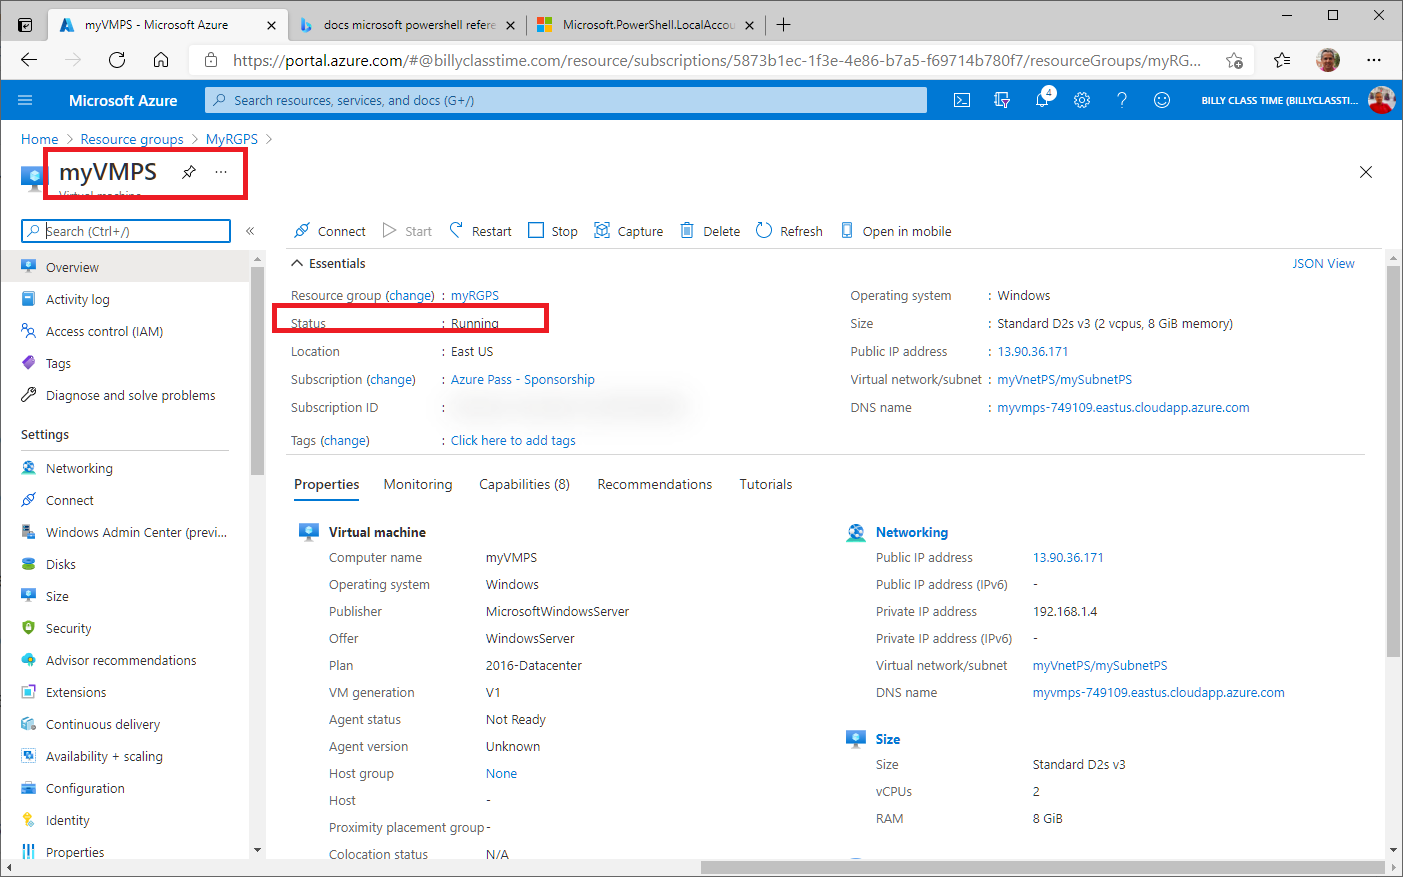 myVMPS - Microsoft Azure
docs microsoft powershell refere
Microsoft.PowerShell.LocalAccou
https://portal.azure.com/#@billyclasstime.com/resource/subscriptions/5873b1ec-1f3e-4e86-b7a5-f69714b780f7/resourceGroups/myRG...
Microsoft Azure
Search resources, services, and docs (G+/)
4
BILLY CLASS TIME (BILLYCLASSTI...
Home > Resource groups > MyRGPS >
myVMPS
...
Virtual machine
Search (Ctrl+/)
«
Connect
Start
Restart
Stop
Capture
Delete
Refresh
Open in mobile
Overview
Activity log
Access control (IAM)
Tags
Diagnose and solve problems
Settings
Networking
Connect
Windows Admin Center (previ...
Disks
Size
Security
Advisor recommendations
Extensions
Continuous delivery
Availability + scaling
Configuration
Identity
Properties
Essentials
JSON View
Resource group (change) : myRGPS
Status : Running
Location : East US
Subscription (change) : Azure Pass - Sponsorship
Subscription ID :
Tags (change) : Click here to add tags
Operating system : Windows
Size : Standard D2s v3 (2 vcpus, 8 GiB memory)
Public IP address : 13.90.36.171
Virtual network/subnet : myVnetPS/mySubnetPS
DNS name : myvmps-749109.eastus.cloudapp.azure.com
Properties
Monitoring
Capabilities (8)
Recommendations
Tutorials
Virtual machine
Computer name myVMPS
Operating system Windows
Publisher MicrosoftWindowsServer
Offer WindowsServer
Plan 2016-Datacenter
VM generation V1
Agent status Not Ready
Agent version Unknown
Host group None
Host -
Proximity placement group -
Colocation status N/A
Networking
Public IP address 13.90.36.171
Public IP address (IPv6) -
Private IP address 192.168.1.4
Private IP address (IPv6) -
Virtual network/subnet myVnetPS/mySubnetPS
DNS name myvmps-749109.eastus.cloudapp.azure.com
Size
Size Standard D2s v3
vCPUs 2
RAM 8 GiB